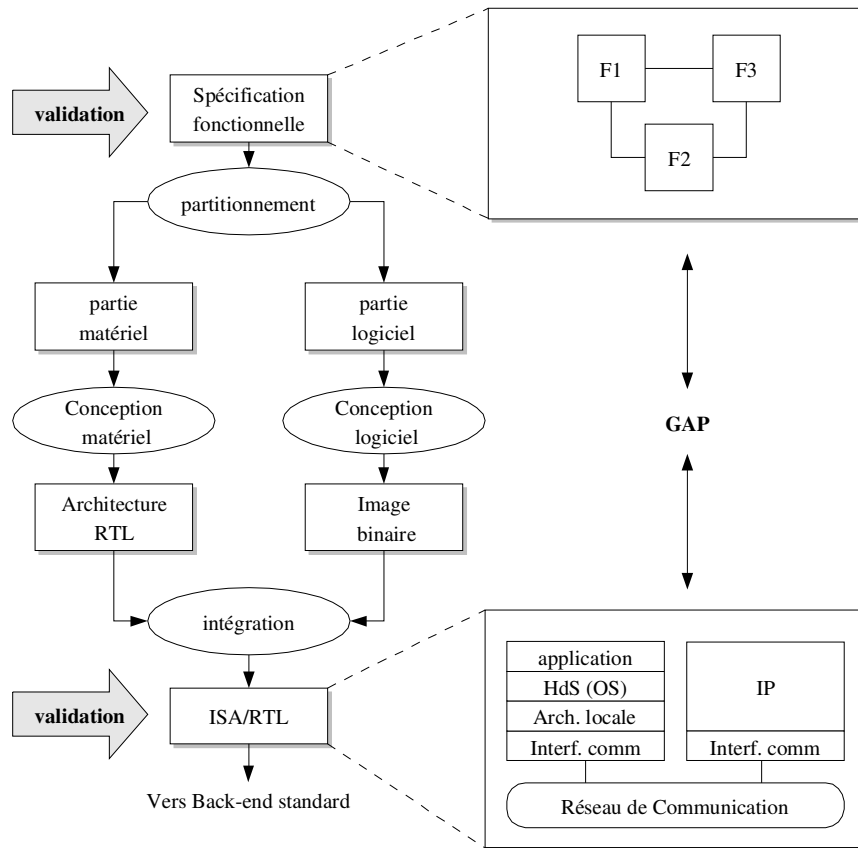 validation
Spécification
fonctionnelle
F1
F3
F2
partitionnement
partie
matériel
partie
logiciel
Conception
matériel
Conception
logiciel
GAP
Architecture
RTL
Image
binaire
intégration
validation
ISA/RTL
Vers Back-end standard
application
HdS (OS)
Arch. locale
Interf. comm
IP
Interf. comm
Réseau de Communication